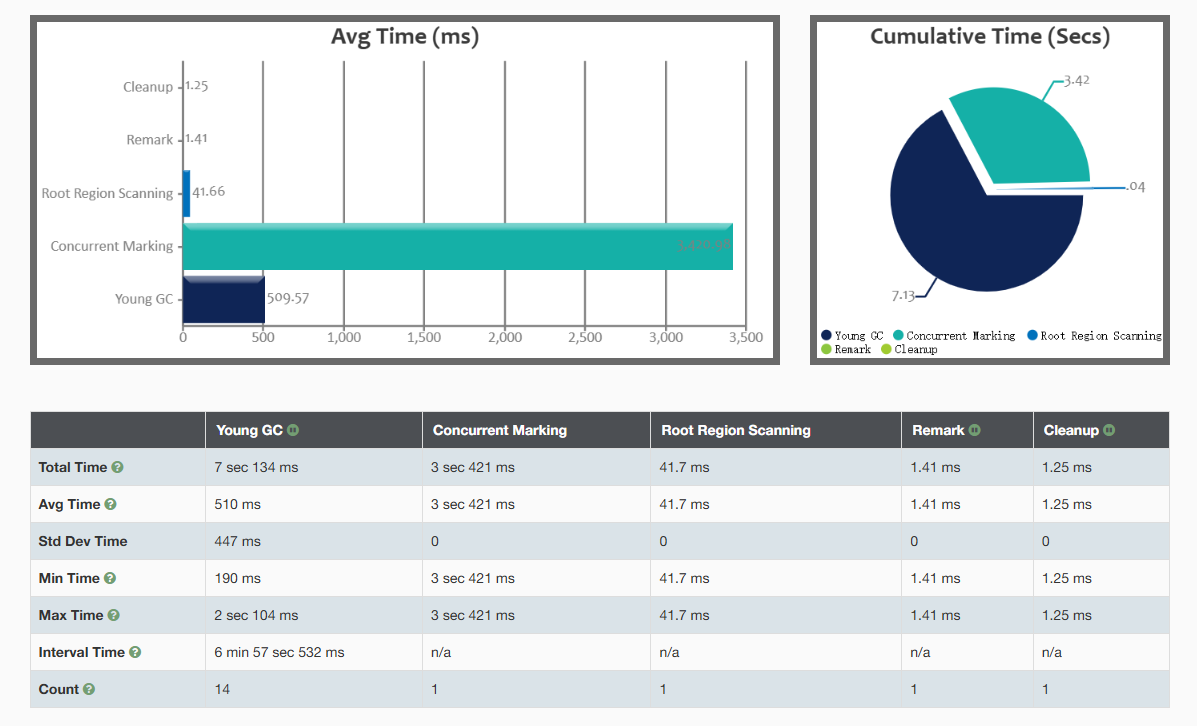 Avg Time (ms)
Cleanup 1.25
Remark 1.41
Root Region Scanning 41.66
Concurrent Marking
Young GC 509.57
0 500 1,000 1,500 2,000 2,500 3,000 3,500
Cumulative Time (Secs)
3.42
.04
7.13
Young GC Concurrent Marking Root Region Scanning
Remark Cleanup
Young GC Concurrent Marking Root Region Scanning Remark Cleanup
Total Time ? 7 sec 134 ms 3 sec 421 ms 41.7 ms 1.41 ms 1.25 ms
Avg Time ? 510 ms 3 sec 421 ms 41.7 ms 1.41 ms 1.25 ms
Std Dev Time 447 ms 0 0 0 0
Min Time ? 190 ms 3 sec 421 ms 41.7 ms 1.41 ms 1.25 ms
Max Time ? 2 sec 104 ms 3 sec 421 ms 41.7 ms 1.41 ms 1.25 ms
Interval Time ? 6 min 57 sec 532 ms n/a n/a n/a n/a
Count ? 14 1 1 1 1